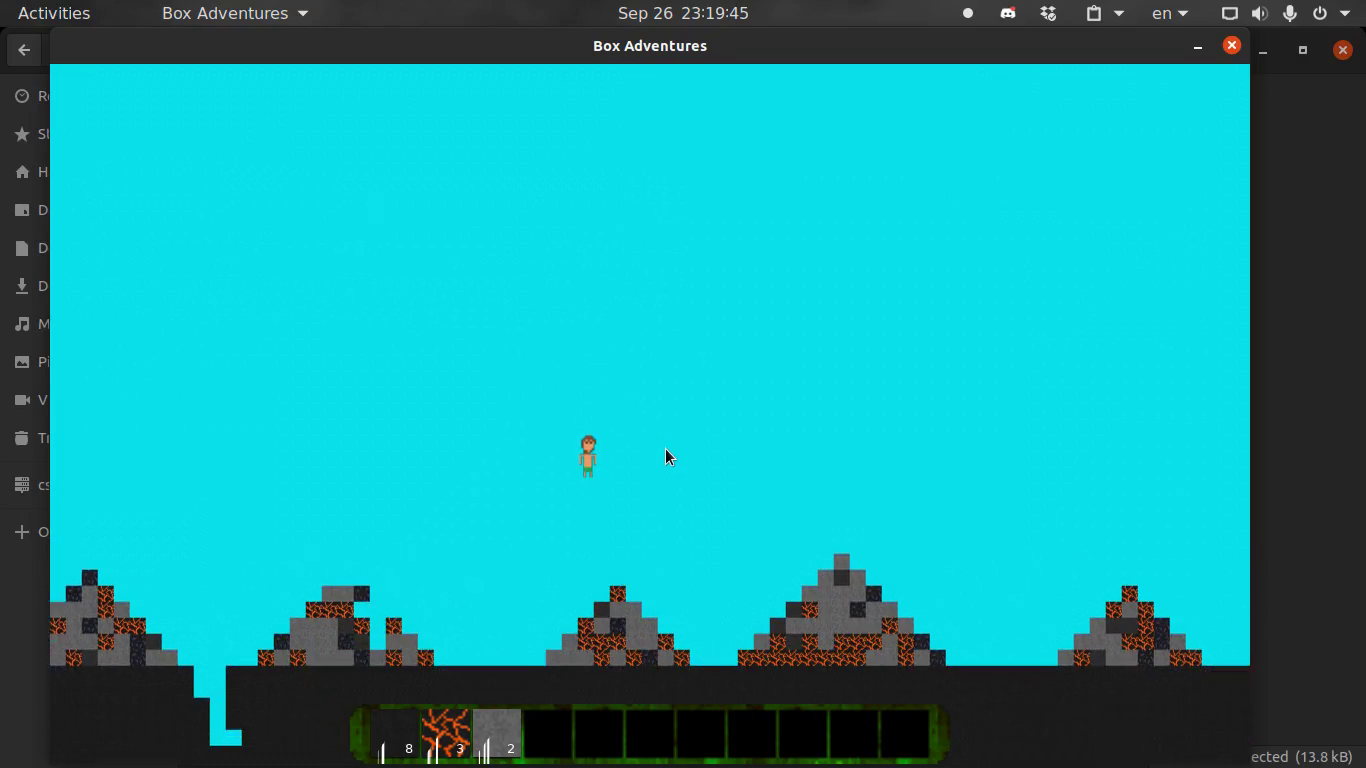 Activities
Box Adventures
Sep 26 23:19:45
en
Box Adventures
ected (13.8 kB)
8
3
2